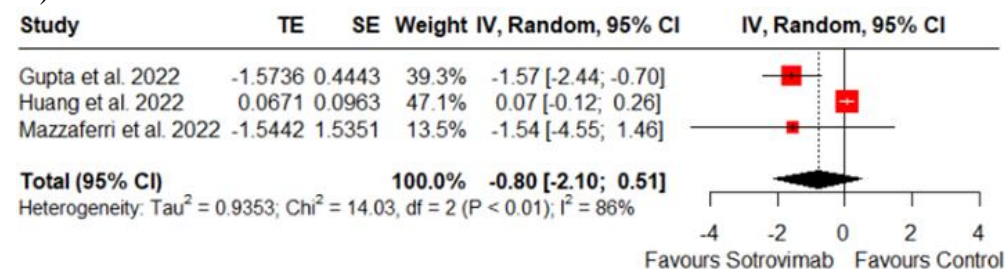 Study TE SE Weight IV, Random, 95% CI IV, Random, 95% CI
Gupta et al. 2022 -1.5736 0.4443 39.3% -1.57 [-2.44; -0.70]
Huang et al. 2022 0.0671 0.0963 47.1% 0.07 [-0.12; 0.26]
Mazzaferri et al. 2022 -1.5442 1.5351 13.5% -1.54 [-4.55; 1.46]
Total (95% CI) 100.0% -0.80 [-2.10; 0.51]
Heterogeneity: Tau² = 0.9353; Chi² = 14.03, df = 2 (P < 0.01); I² = 86%
-4 -2 0 2 4
Favours Sotrovimab Favours Control